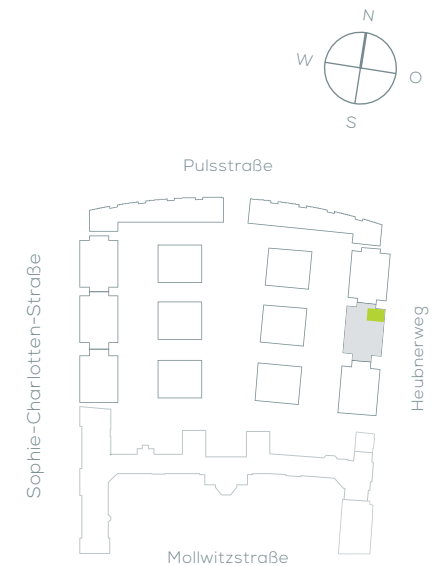 N
W
O
S
Pulsstraße
Sophie-Charlotten-Straße
Heubnerweg
Mollwitzstraße